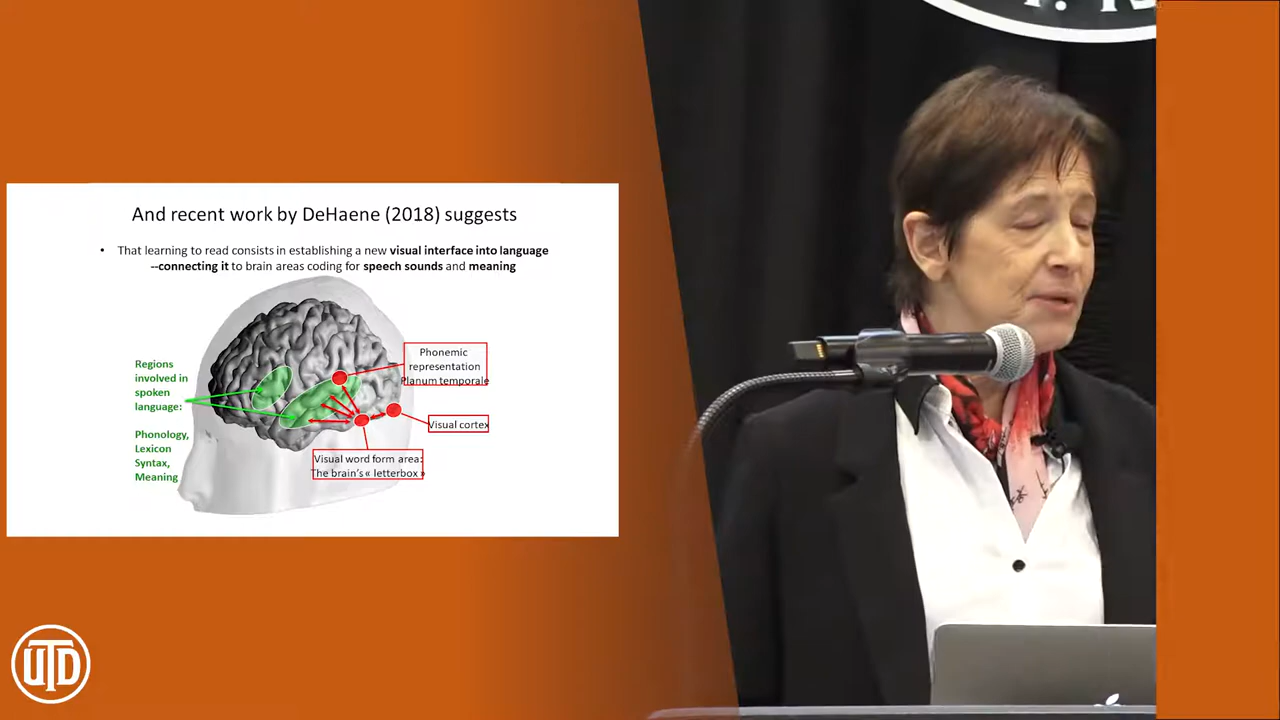 And recent work by DeHaene (2018) suggests
• That learning to read consists in establishing a new visual interface into language
--connecting it to brain areas coding for speech sounds and meaning
Regions
involved in
spoken
language:
Phonology,
Lexicon
Syntax,
Meaning
Phonemic
representation
Planum temporale
Visual cortex
Visual word form area:
The brain's « letterbox »
UTD